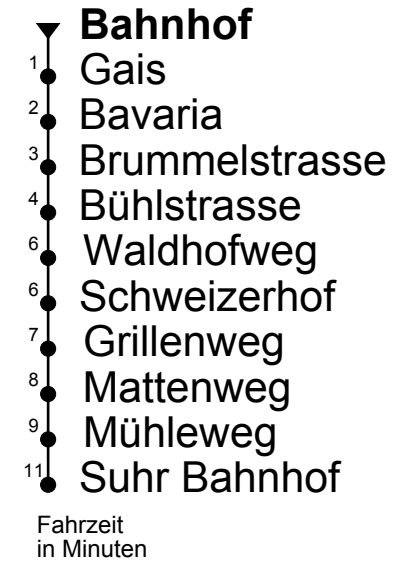 Bahnhof
1 Gais
2 Bavaria
3 Brummelstrasse
4 Bühlstrasse
6 Waldhofweg
6 Schweizerhof
7 Grillenweg
8 Mattenweg
9 Mühleweg
11 Suhr Bahnhof
Fahrzeit
in Minuten